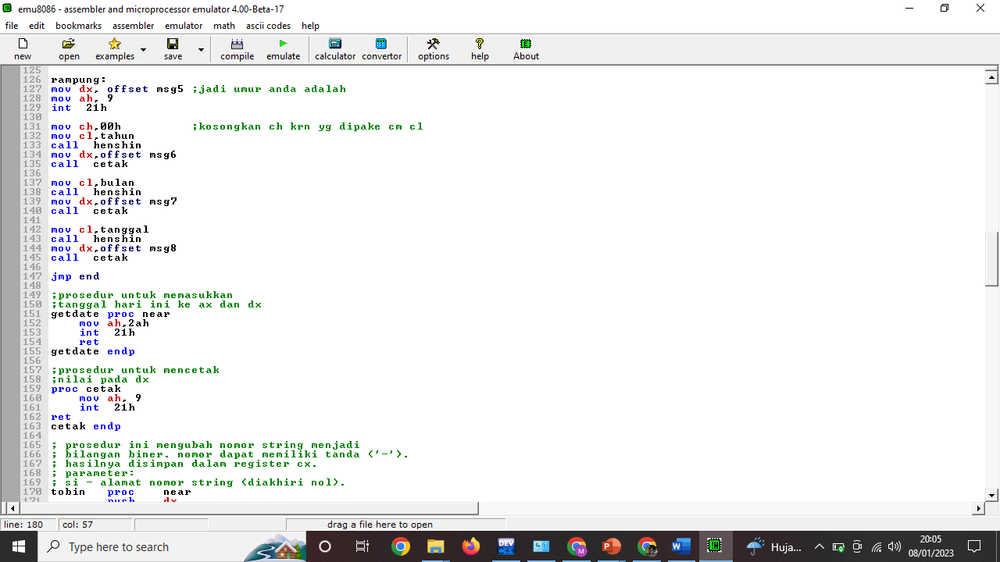 emu8086 - assembler and microprocessor emulator 4.00-Beta-17
file edit bookmarks assembler emulator math ascii codes help
new open examples save compile emulate calculator convertor options help About
125
126 rampung:
127 mov dx, offset msg5 ;jadi umur anda adalah
128 mov ah, 9
129 int 21h
130
131 mov ch,00h ;kosongkan ch krn yg dipake cm cl
132 mov cl,tahun
133 call henshin
134 mov dx,offset msg6
135 call cetak
136
137 mov cl,bulan
138 call henshin
139 mov dx,offset msg7
140 call cetak
141
142 mov cl,tanggal
143 call henshin
144 mov dx,offset msg8
145 call cetak
146
147 jmp end
148
149 ;prosedur untuk memasukkan
150 ;tanggal hari ini ke ax dan dx
151 getdate proc near
152 mov ah,2ah
153 int 21h
154 ret
155 getdate endp
156
157 ;prosedur untuk mencetak
158 ;nilai pada dx
159 proc cetak
160 mov ah, 9
161 int 21h
162 ret
163 cetak endp
164
165 ; prosedur ini mengubah nomor string menjadi
166 ; bilangan biner. nomor dapat memiliki tanda ('-').
167 ; hasilnya disimpan dalam register cx.
168 ; parameter:
169 ; si - alamat nomor string (diakhiri nol).
170 tobin proc near
171 push dx
line: 180 col: 57 drag a file here to open
Type here to search DEV M P W Huja... 20:05
08/01/2023